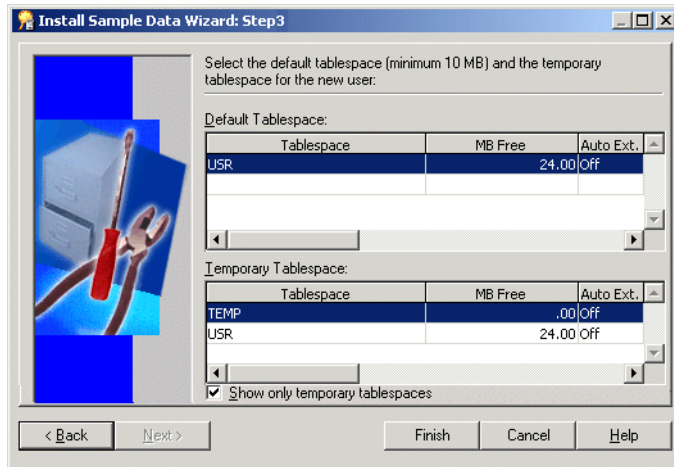 Install Sample Data Wizard: Step3
Select the default tablespace (minimum 10 MB) and the temporary
tablespace for the new user:
Default Tablespace:
Tablespace MB Free Auto Ext.
USR 24.00 Off
Temporary Tablespace:
Tablespace MB Free Auto Ext.
TEMP .00 Off
USR 24.00 Off
Show only temporary tablespaces
< Back Next > Finish Cancel Help